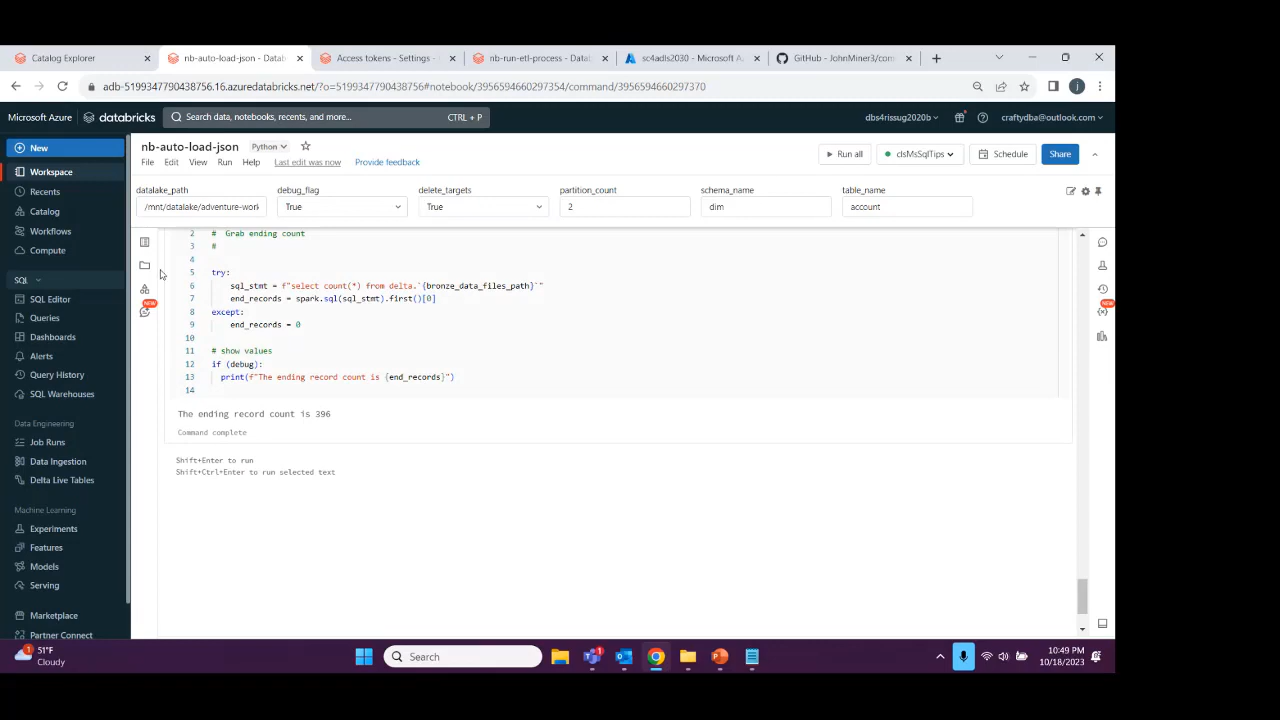 Catalog Explorer
nb-auto-load-json - Datab
Access tokens - Settings -
nb-run-etl-process - Datab
sc4adls2030 - Microsoft Az
GitHub - JohnMiner3/com
adb-5199347790438756.16.azuredatabricks.net/?o=5199347790438756#notebook/3956594660297354/command/3956594660297370
Microsoft Azure
databricks
Search data, notebooks, recents, and more...
CTRL + P
dbs4rissug2020b
craftydba@outlook.com
New
Workspace
Recents
Catalog
Workflows
Compute
SQL
SQL Editor
Queries
Dashboards
Alerts
Query History
SQL Warehouses
Data Engineering
Job Runs
Data Ingestion
Delta Live Tables
Machine Learning
Experiments
Features
Models
Serving
Marketplace
Partner Connect
nb-auto-load-json
Python
File Edit View Run Help Last edit was now Provide feedback
Run all
clsMsSqlTips
Schedule
Share
datalake_path debug_flag delete_targets partition_count schema_name table_name
/mnt/datalake/adventure-work True True 2 dim account
NEW
NEW
2 # Grab ending count
3 #
4
5 try:
6 sql_stmt = f"select count(*) from delta.`{bronze_data_files_path}`"
7 end_records = spark.sql(sql_stmt).first()[0]
8 except:
9 end_records = 0
10
11 # show values
12 if (debug):
13 print(f"The ending record count is {end_records}")
14
The ending record count is 396
Command complete
Shift+Enter to run
Shift+Ctrl+Enter to run selected text
1
51°F
Cloudy
Search
1
10:49 PM
10/18/2023